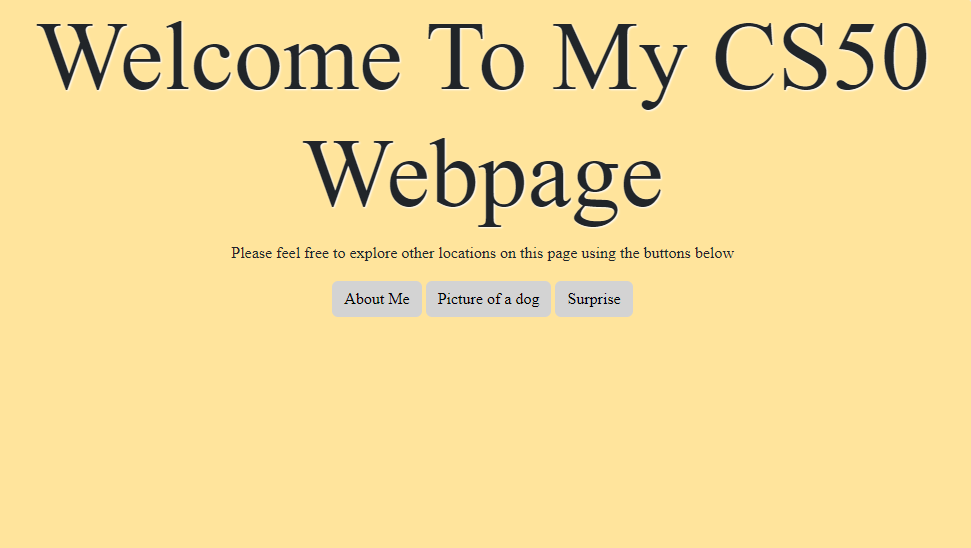 Welcome To My CS50
Webpage
Please feel free to explore other locations on this page using the buttons below
About Me Picture of a dog Surprise